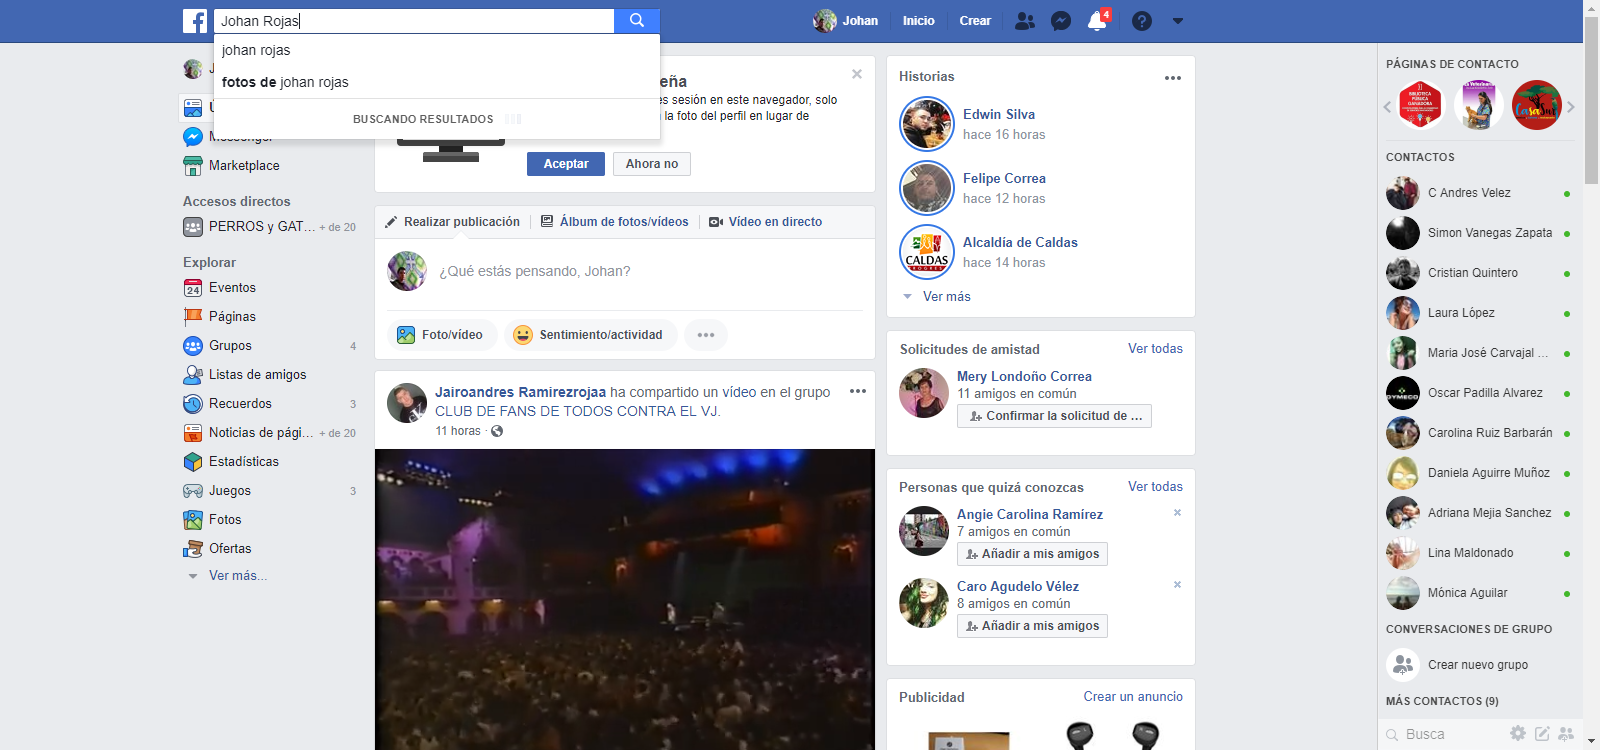 Johan Rojas
Johan
Inicio
Crear
4
johan rojas
fotos de johan rojas
BUSCANDO RESULTADOS
Marketplace
Accesos directos
PERROS y GAT... + de 20
Explorar
Eventos
24
Páginas
Grupos 4
Listas de amigos
Recuerdos 3
Noticias de pági... + de 20
Estadísticas
Juegos 3
Fotos
Ofertas
Ver más...
eña
es sesión en este navegador, solo
la foto del perfil en lugar de
Aceptar
Ahora no
Realizar publicación
Álbum de fotos/vídeos
Vídeo en directo
¿Qué estás pensando, Johan?
Foto/vídeo
Sentimiento/actividad
Jairoandres Ramirezrojaa ha compartido un vídeo en el grupo
CLUB DE FANS DE TODOS CONTRA EL VJ.
11 horas ·
Historias
Edwin Silva
hace 16 horas
Felipe Correa
hace 12 horas
CALDAS
PROGRESA
Alcaldía de Caldas
hace 14 horas
Ver más
Solicitudes de amistad
Ver todas
Mery Londoño Correa
11 amigos en común
Confirmar la solicitud de ...
Personas que quizá conozcas
Ver todas
Angie Carolina Ramírez
7 amigos en común
Añadir a mis amigos
Caro Agudelo Vélez
8 amigos en común
Añadir a mis amigos
Publicidad
Crear un anuncio
PÁGINAS DE CONTACTO
BIBLIOTECA
PÚBLICA
GANADORA
CasaSur
CONTACTOS
C Andres Velez
Simon Vanegas Zapata
Cristian Quintero
Laura López
Maria José Carvajal ...
GYMECO
Oscar Padilla Alvarez
Carolina Ruiz Barbarán
Daniela Aguirre Muñoz
Adriana Mejia Sanchez
Lina Maldonado
Mónica Aguilar
CONVERSACIONES DE GRUPO
Crear nuevo grupo
MÁS CONTACTOS (9)
Busca